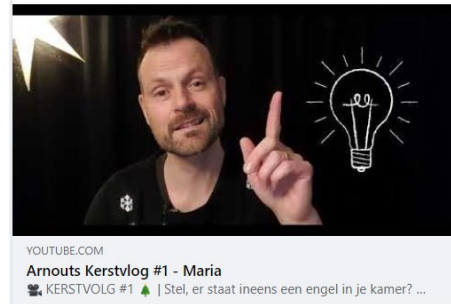 YOUTUBE.COM
Arnouts Kerstvlog #1 - Maria
🎥 KERSTVOLG #1 🎄 | Stel, er staat ineens een engel in je kamer? ...